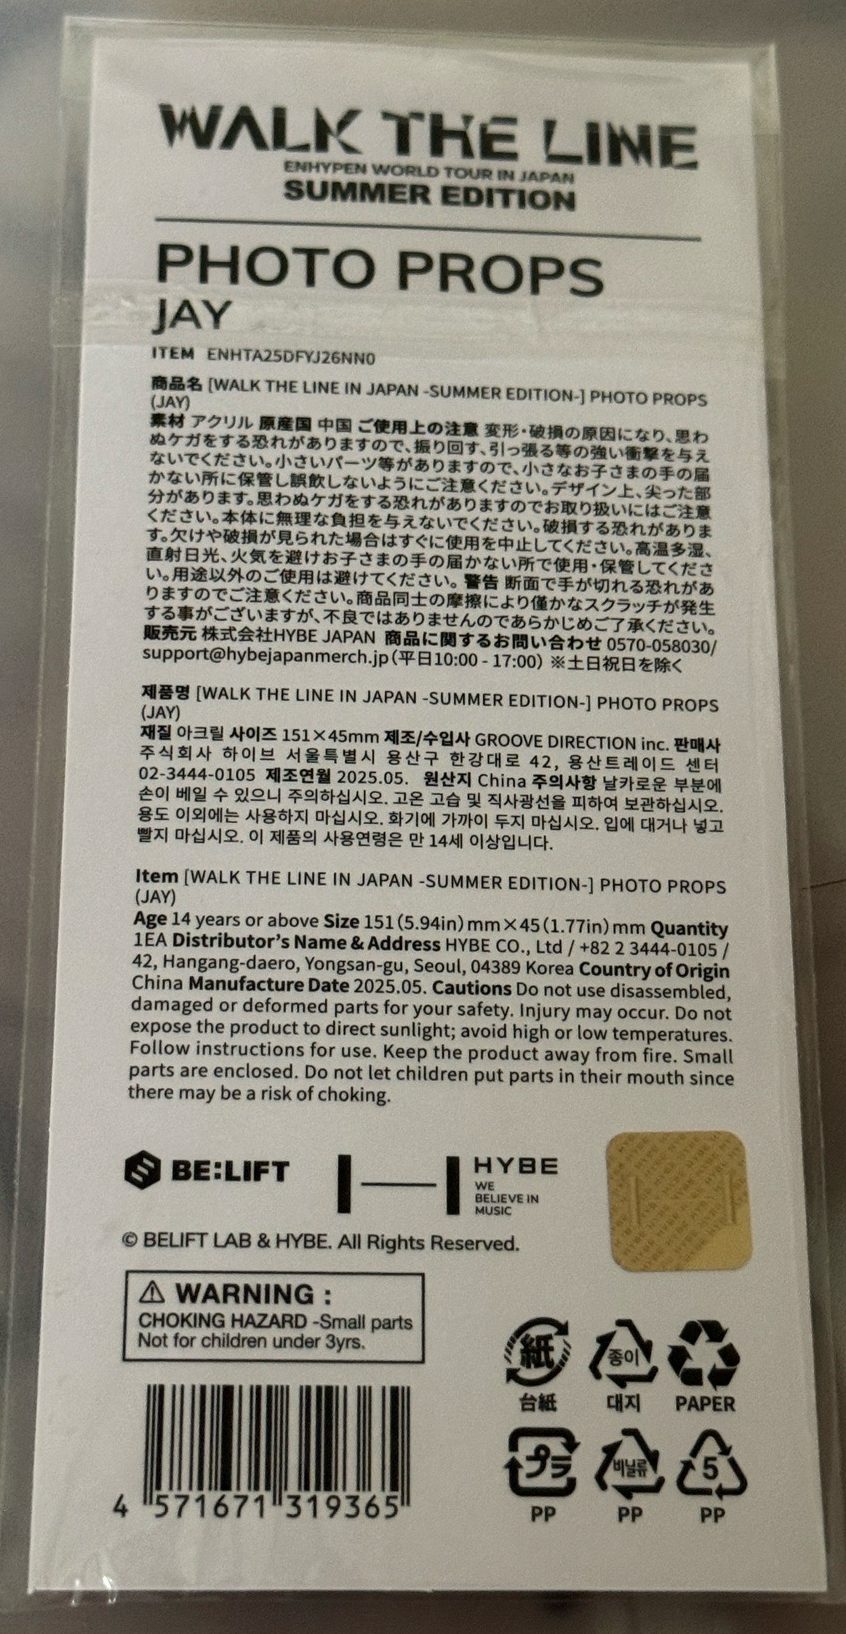 WALK THE LINE
ENHYPEN WORLD TOUR IN JAPAN
SUMMER EDITION
PHOTO PROPS
JAY
ITEM ENHTA25DFYJ26NN0
商品名 [WALK THE LINE IN JAPAN -SUMMER EDITION-] PHOTO PROPS
(JAY)
素材 アクリル 原産国 中国 ご使用上の注意 変形・破損の原因になり、思わ
ぬケガをする恐れがありますので、振り回す、引っ張る等の強い衝撃を与え
ないでください。小さいパーツ等がありますので、小さなお子さまの手の届
かない所に保管し誤飲しないようにご注意ください。デザイン上、尖った部
分があります。思わぬケガをする恐れがありますのでお取り扱いにはご注意
ください。本体に無理な負担を与えないでください。破損する恐れがありま
す。欠けや破損が見られた場合はすぐに使用を中止してください。高温多湿、
直射日光、火気を避けお子さまの手の届かない所で使用・保管してくださ
い。用途以外のご使用は避けてください。 警告 断面で手が切れる恐れがあ
りますのでご注意ください。商品同士の摩擦により僅かなスクラッチが発生
する事がございますが、不良ではありませんのであらかじめご了承ください。
販売元 株式会社HYBE JAPAN 商品に関するお問い合わせ 0570-058030/
support@hybejapanmerch.jp(平日10:00 - 17:00) ※土日祝日を除く
제품명 [WALK THE LINE IN JAPAN -SUMMER EDITION-] PHOTO PROPS
(JAY)
재질 아크릴 사이즈 151×45mm 제조/수입사 GROOVE DIRECTION inc. 판매사
주식회사 하이브 서울특별시 용산구 한강대로 42, 용산트레이드 센터
02-3444-0105 제조연월 2025.05. 원산지 China 주의사항 날카로운 부분에
손이 베일 수 있으니 주의하십시오. 고온 고습 및 직사광선을 피하여 보관하십시오.
용도 이외에는 사용하지 마십시오. 화기에 가까이 두지 마십시오. 입에 대거나 넣고
빨지 마십시오. 이 제품의 사용연령은 만 14세 이상입니다.
Item [WALK THE LINE IN JAPAN -SUMMER EDITION-] PHOTO PROPS
(JAY)
Age 14 years or above Size 151(5.94in)mm×45(1.77in)mm Quantity
1EA Distributor's Name & Address HYBE CO., Ltd / +82 2 3444-0105 /
42, Hangang-daero, Yongsan-gu, Seoul, 04389 Korea Country of Origin
China Manufacture Date 2025.05. Cautions Do not use disassembled,
damaged or deformed parts for your safety. Injury may occur. Do not
expose the product to direct sunlight; avoid high or low temperatures.
Follow instructions for use. Keep the product away from fire. Small
parts are enclosed. Do not let children put parts in their mouth since
there may be a risk of choking.
BE:LIFT
HYBE
WE
BELIEVE IN
MUSIC
© BELIFT LAB & HYBE. All Rights Reserved.
⚠ WARNING :
CHOKING HAZARD -Small parts
Not for children under 3yrs.
紙 종이
台紙 대지 PAPER
プラ 비닐류 5
PP PP PP
4 571671 319365